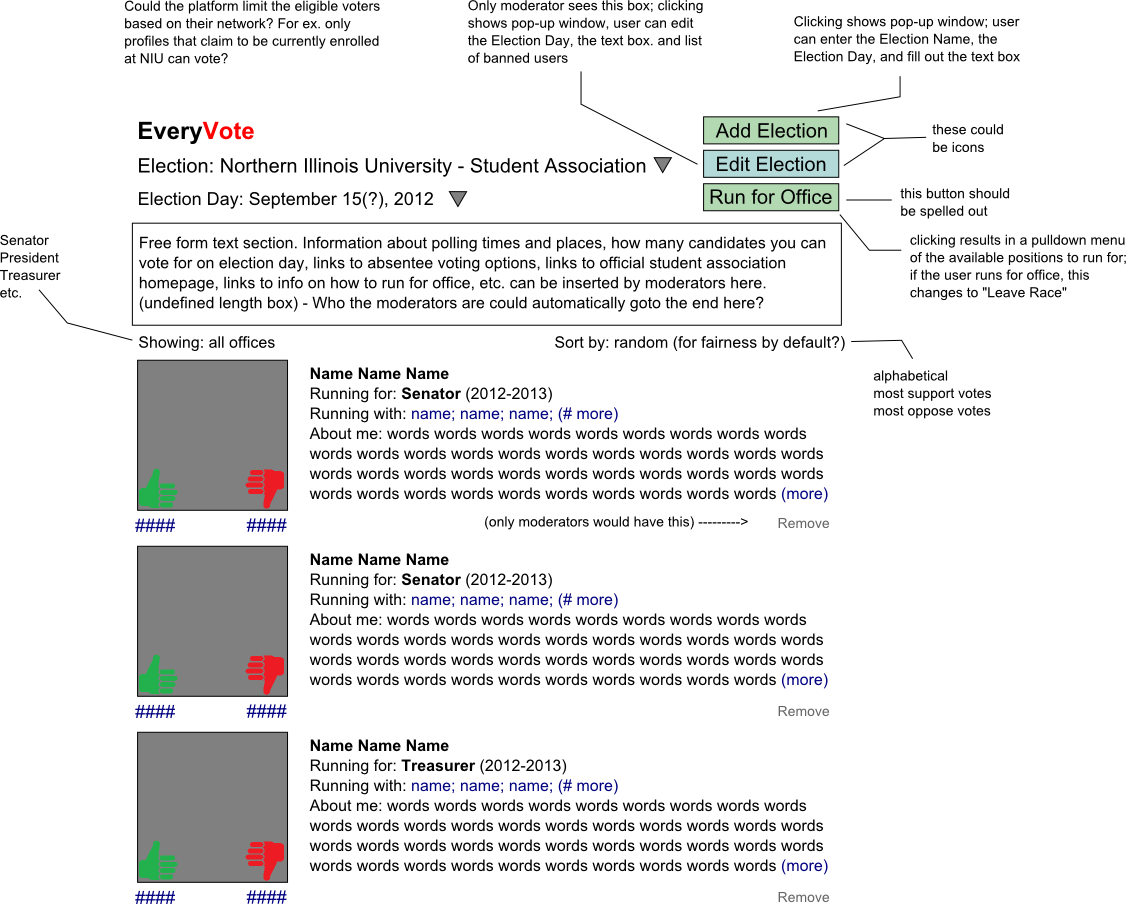 Could the platform limit the eligible voters
based on their network? For ex. only
profiles that claim to be currently enrolled
at NIU can vote?
Only moderator sees this box; clicking
shows pop-up window, user can edit
the Election Day, the text box. and list
of banned users
Clicking shows pop-up window; user
can enter the Election Name, the
Election Day, and fill out the text box
EveryVote
Election: Northern Illinois University - Student Association
Election Day: September 15(?), 2012
Add Election
Edit Election
Run for Office
these could
be icons
this button should
be spelled out
clicking results in a pulldown menu
of the available positions to run for;
if the user runs for office, this
changes to "Leave Race"
Senator
President
Treasurer
etc.
Free form text section. Information about polling times and places, how many candidates you can
vote for on election day, links to absentee voting options, links to official student association
homepage, links to info on how to run for office, etc. can be inserted by moderators here.
(undefined length box) - Who the moderators are could automatically goto the end here?
Showing: all offices
Sort by: random (for fairness by default?)
alphabetical
most support votes
most oppose votes
Name Name Name
Running for: Senator (2012-2013)
Running with: name; name; name; (# more)
About me: words words words words words words words words words
words words words words words words words words words words words
words words words words words words words words words words words
words words words words words words words words words words (more)
#### ####
(only moderators would have this) --------->
Remove
Name Name Name
Running for: Senator (2012-2013)
Running with: name; name; name; (# more)
About me: words words words words words words words words words
words words words words words words words words words words words
words words words words words words words words words words words
words words words words words words words words words words (more)
#### ####
Remove
Name Name Name
Running for: Treasurer (2012-2013)
Running with: name; name; name; (# more)
About me: words words words words words words words words words
words words words words words words words words words words words
words words words words words words words words words words words
words words words words words words words words words words (more)
#### ####
Remove